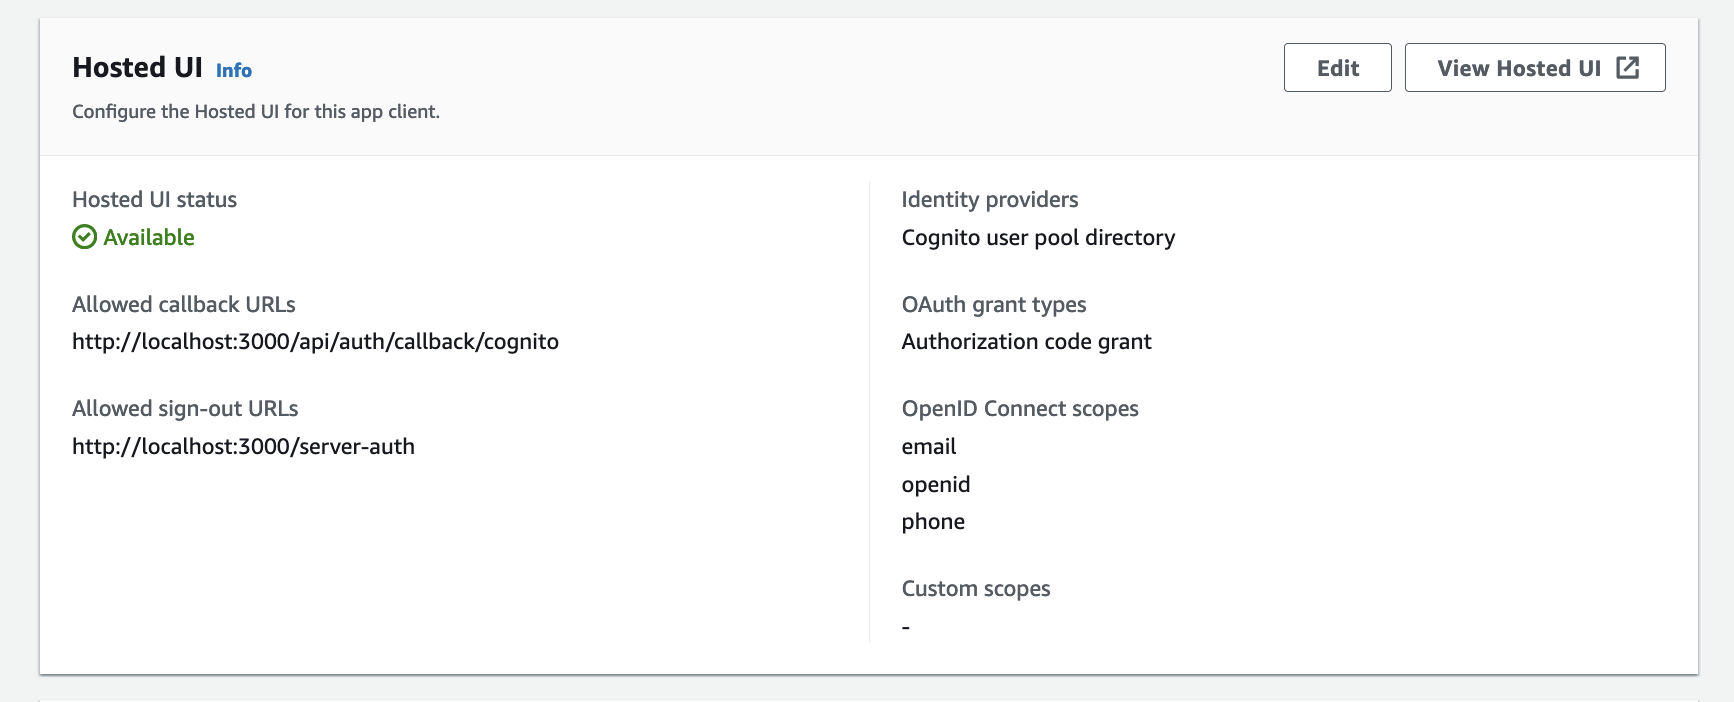 Hosted UI Info
Edit
View Hosted UI
Configure the Hosted UI for this app client.
Hosted UI status
Available
Allowed callback URLs
http://localhost:3000/api/auth/callback/cognito
Allowed sign-out URLs
http://localhost:3000/server-auth
Identity providers
Cognito user pool directory
OAuth grant types
Authorization code grant
OpenID Connect scopes
email
openid
phone
Custom scopes
-